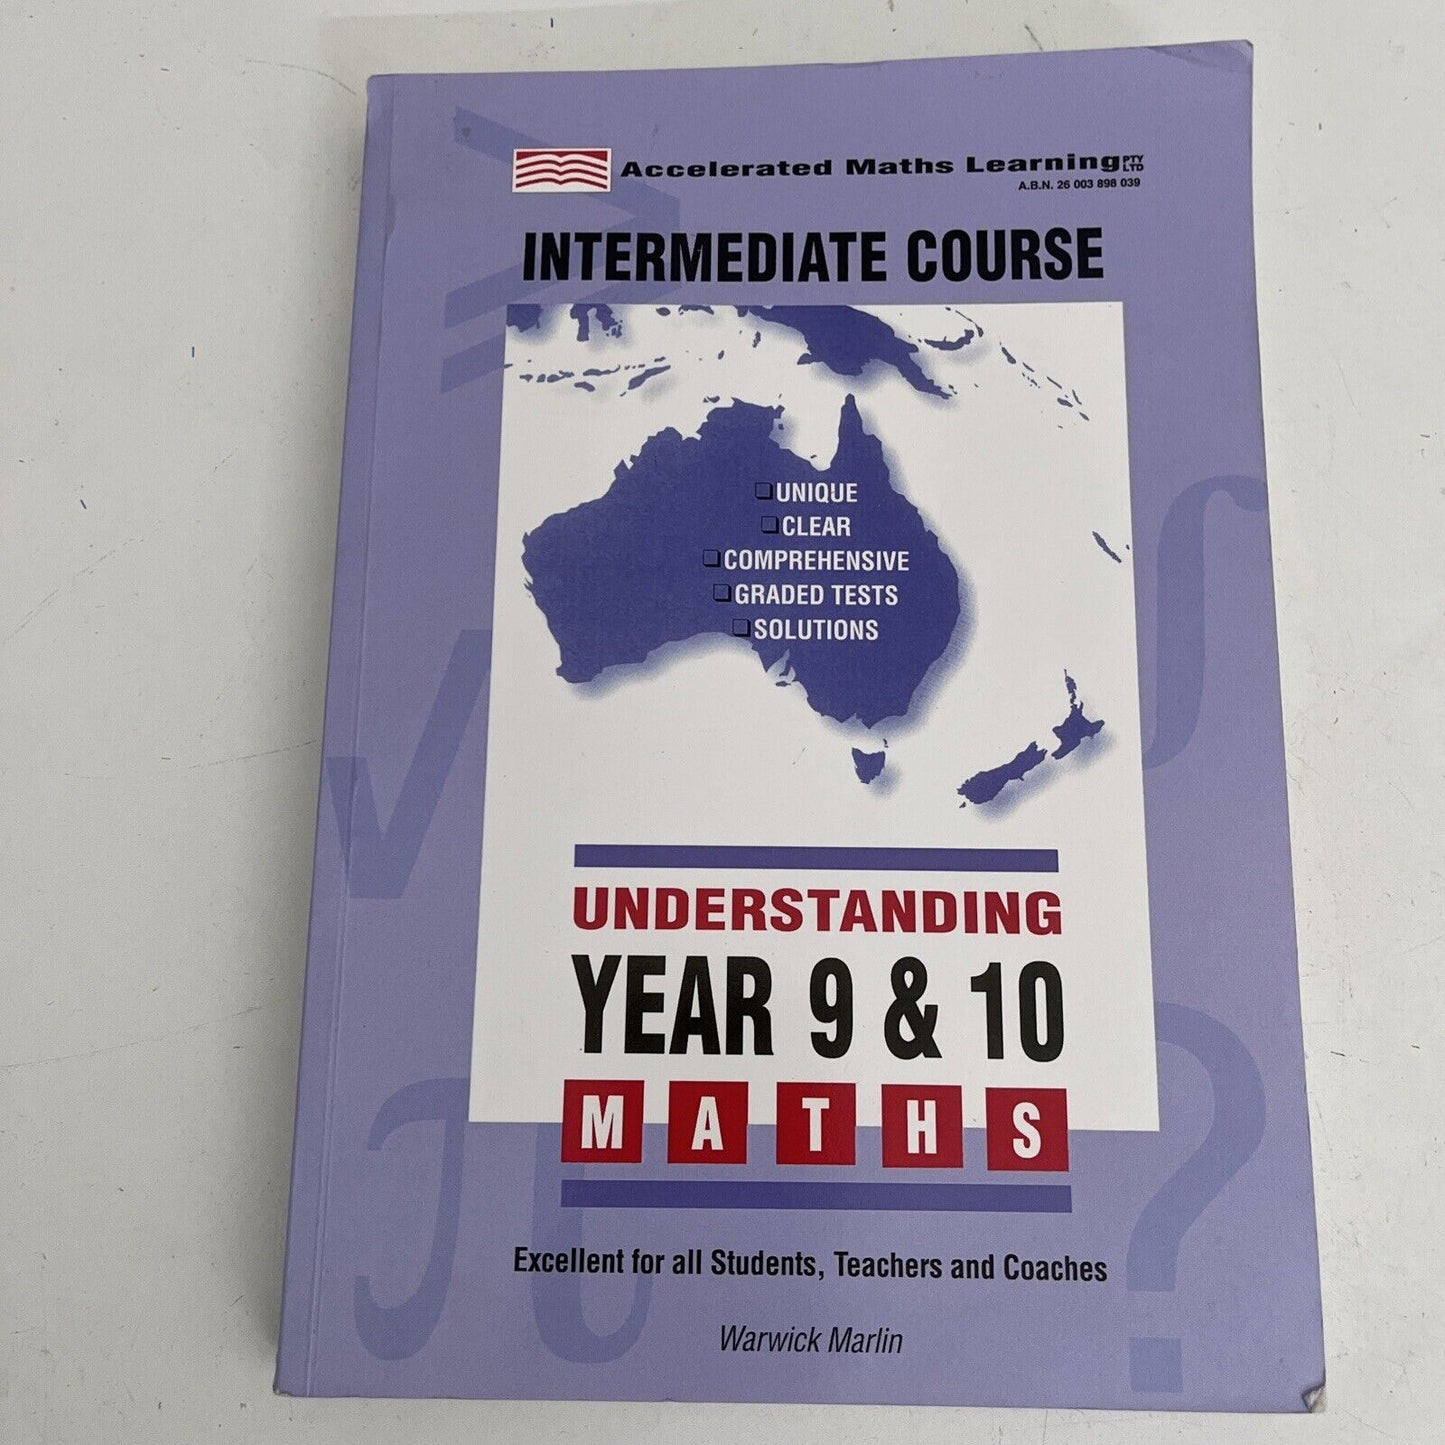 Accelerated Maths Learning PTY LTD
A.B.N. 26 003 898 039
INTERMEDIATE COURSE
❏UNIQUE
❏CLEAR
❏COMPREHENSIVE
❏GRADED TESTS
❏SOLUTIONS
UNDERSTANDING
YEAR 9 & 10
MATHS
Excellent for all Students, Teachers and Coaches
Warwick Marlin